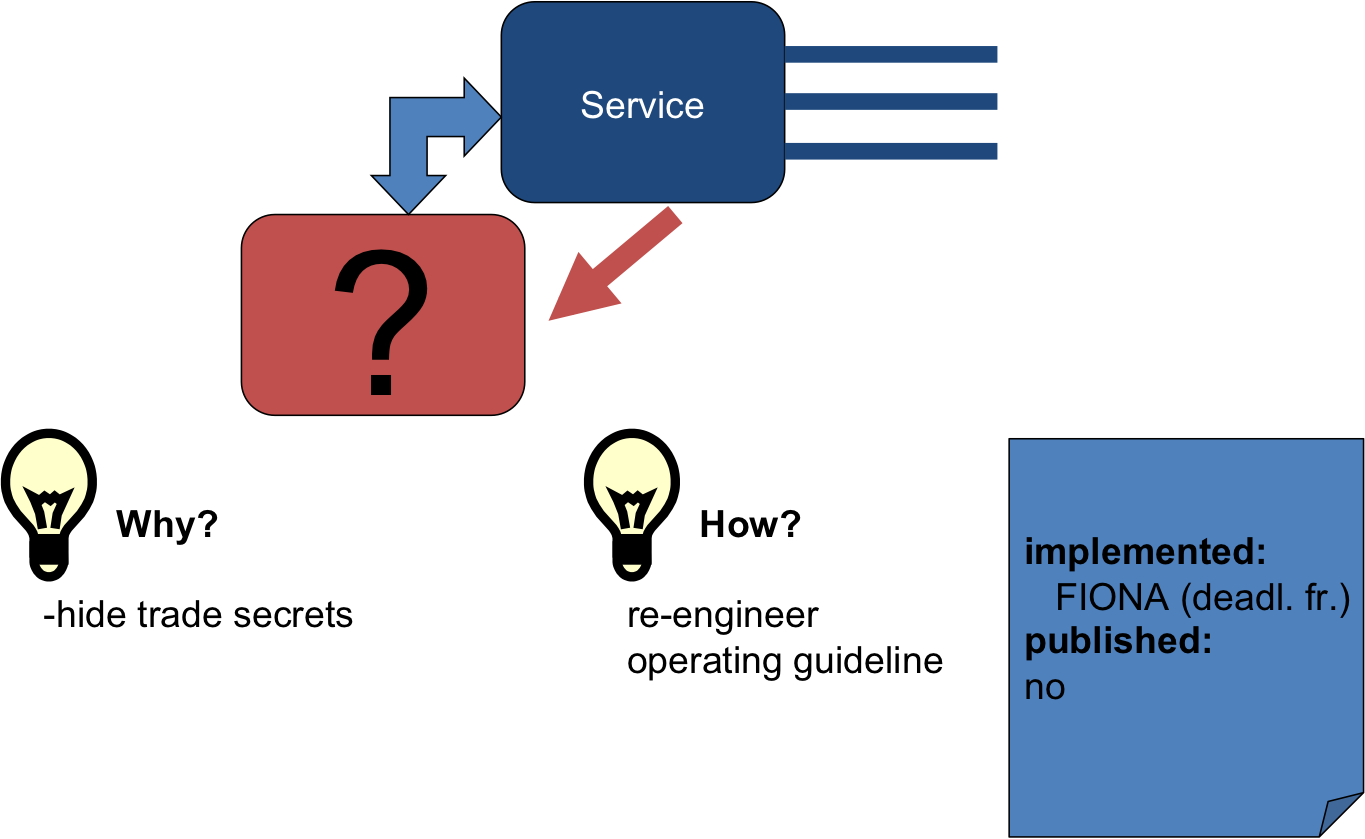 Service
?
Why?
-hide trade secrets
How?
re-engineer
operating guideline
implemented:
FIONA (deadl. fr.)
published:
no